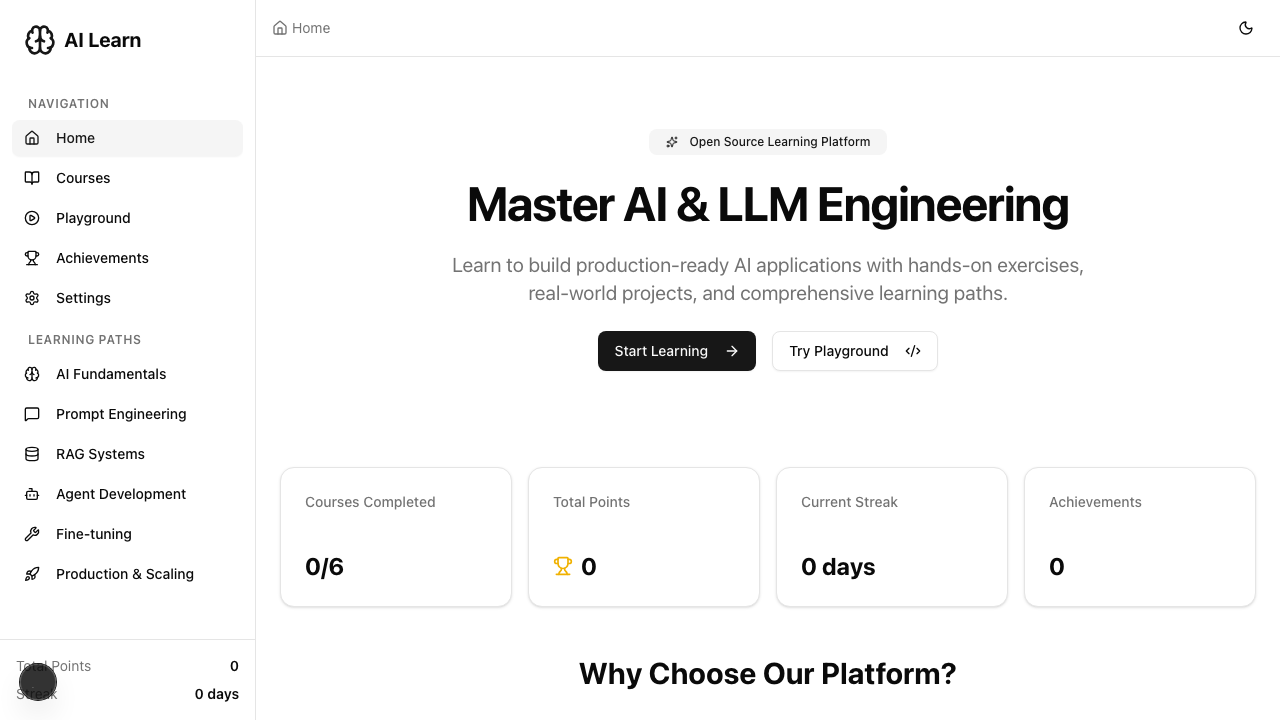 AI Learn
NAVIGATION
Home
Courses
Playground
Achievements
Settings
LEARNING PATHS
AI Fundamentals
Prompt Engineering
RAG Systems
Agent Development
Fine-tuning
Production & Scaling
Total Points 0
Streak 0 days
Home
Open Source Learning Platform
Master AI & LLM Engineering
Learn to build production-ready AI applications with hands-on exercises,
real-world projects, and comprehensive learning paths.
Start Learning
Try Playground
Courses Completed
0/6
Total Points
0
Current Streak
0 days
Achievements
0
Why Choose Our Platform?